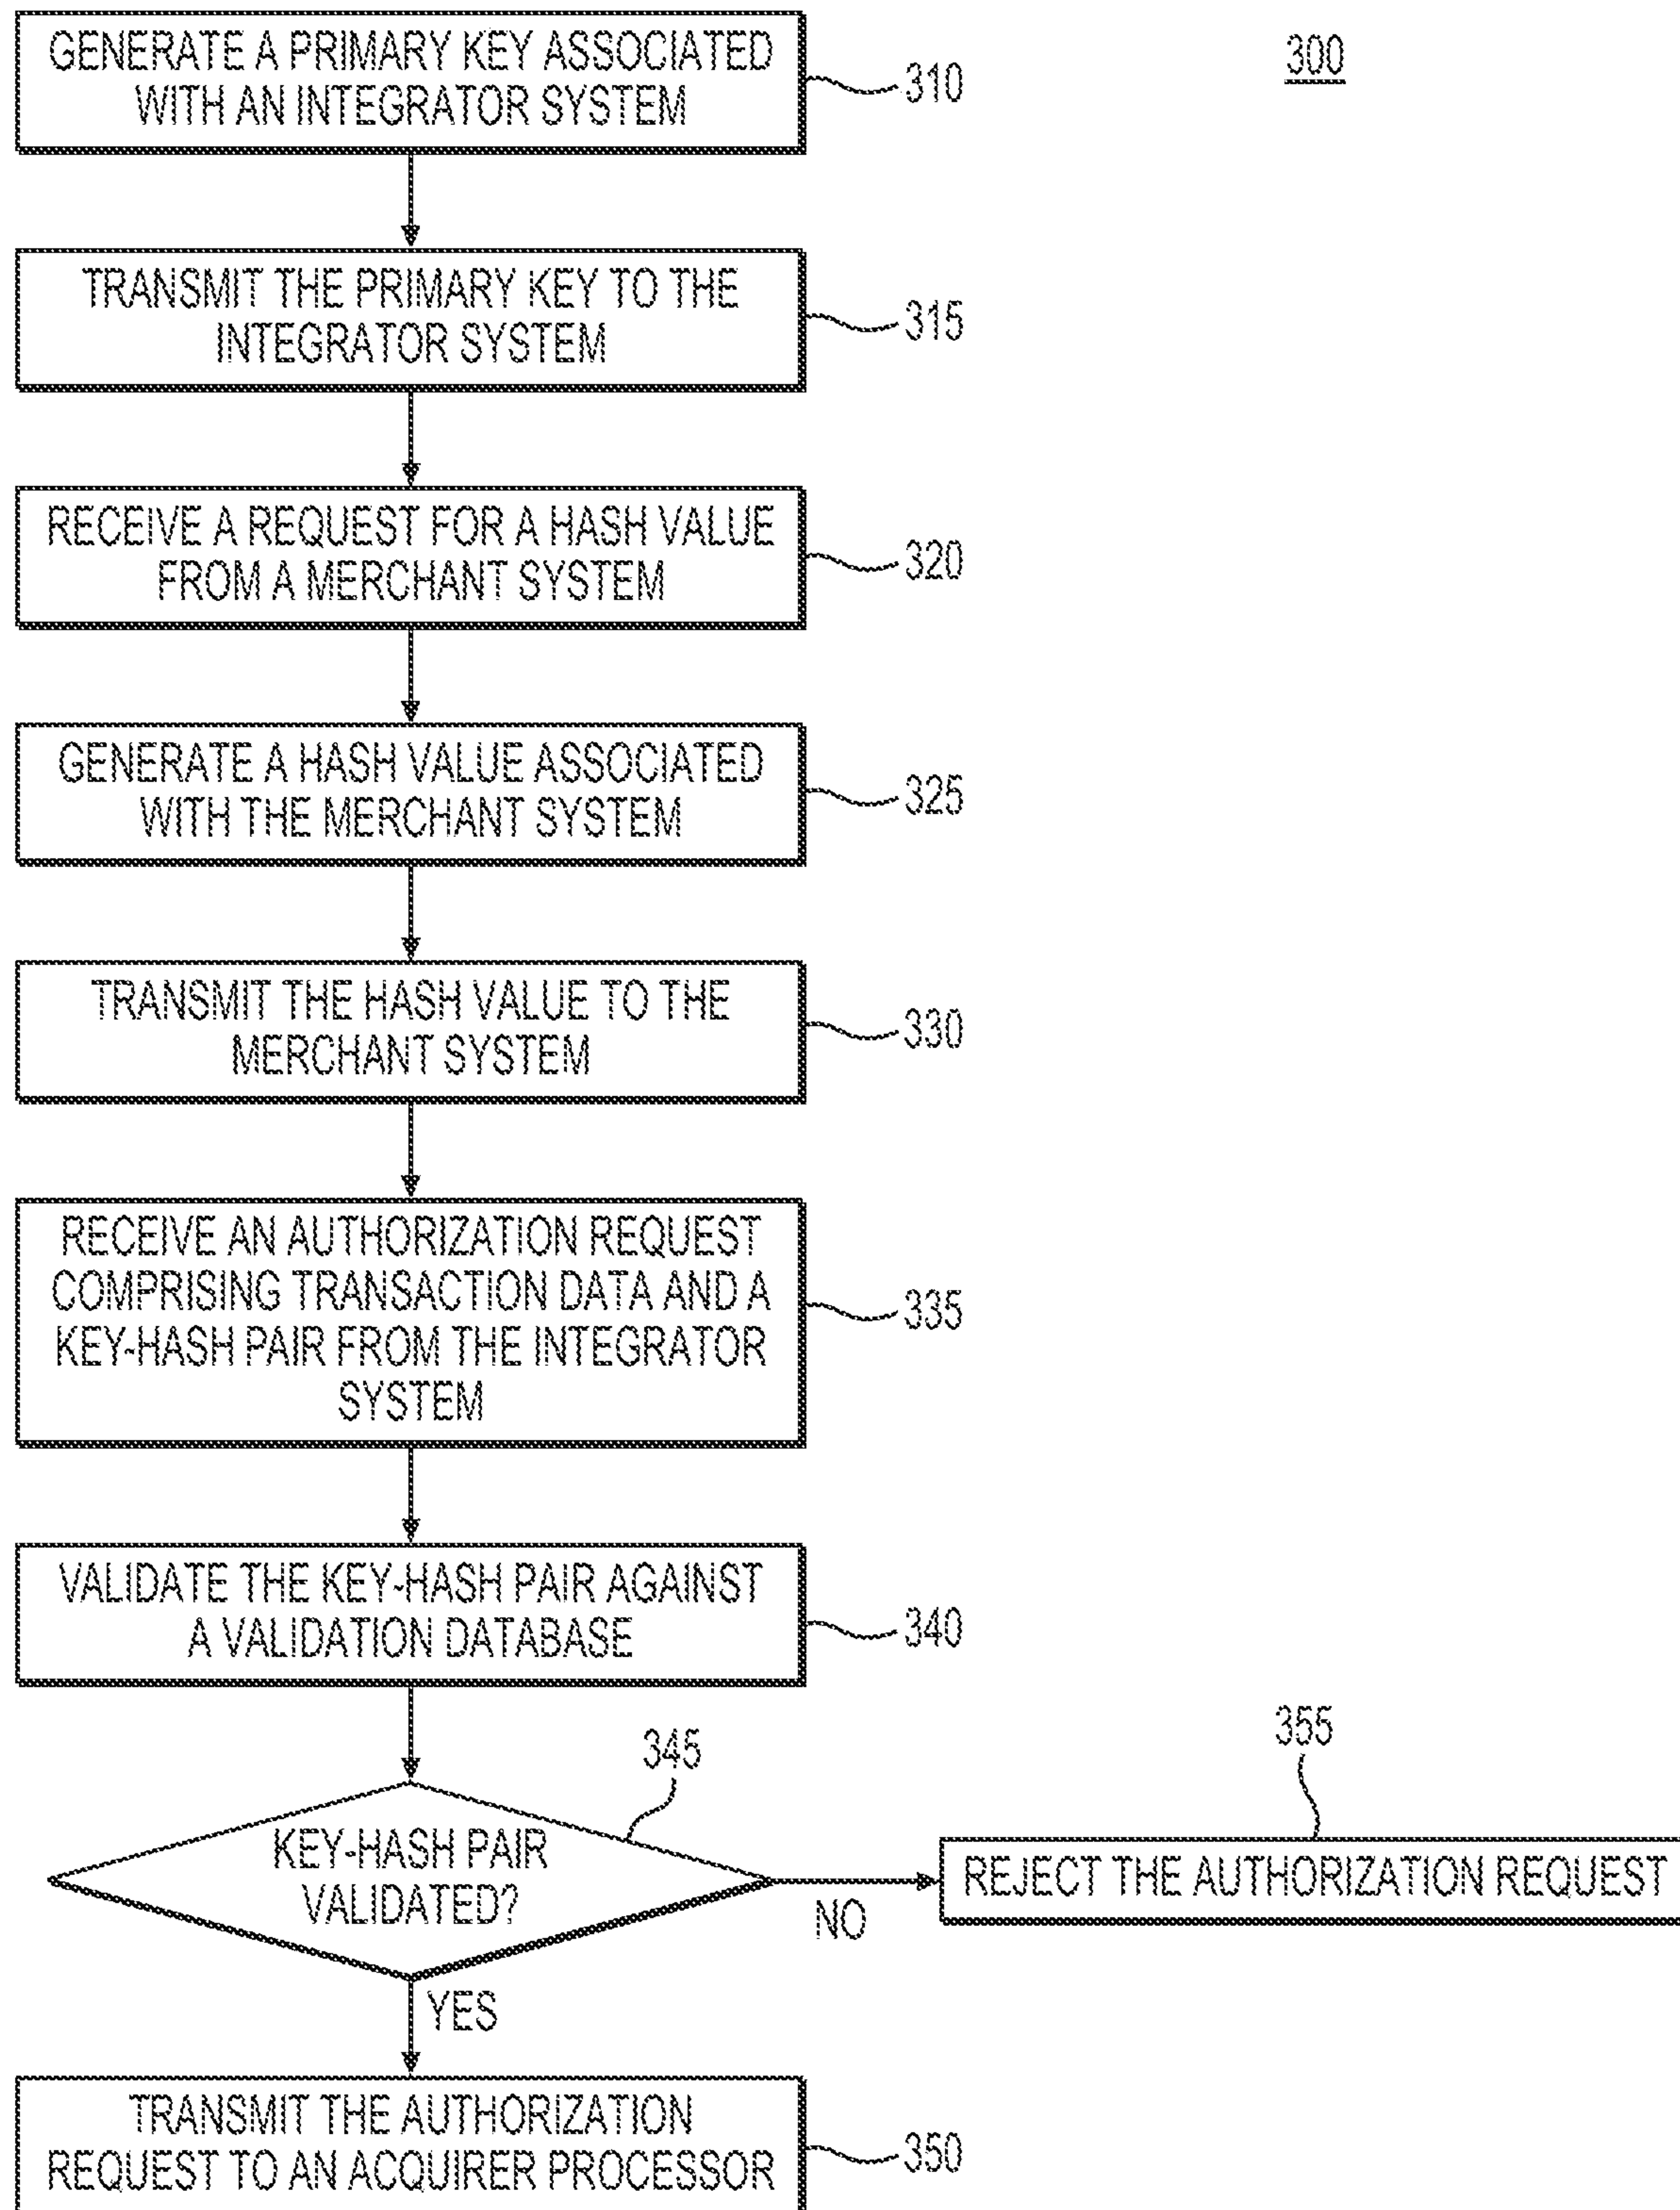 300
GENERATE A PRIMARY KEY ASSOCIATED
WITH AN INTEGRATOR SYSTEM
310
TRANSMIT THE PRIMARY KEY TO THE
INTEGRATOR SYSTEM
315
RECEIVE A REQUEST FOR A HASH VALUE
FROM A MERCHANT SYSTEM
320
GENERATE A HASH VALUE ASSOCIATED
WITH THE MERCHANT SYSTEM
325
TRANSMIT THE HASH VALUE TO THE
MERCHANT SYSTEM
330
RECEIVE AN AUTHORIZATION REQUEST
COMPRISING TRANSACTION DATA AND A
KEY-HASH PAIR FROM THE INTEGRATOR
SYSTEM
335
VALIDATE THE KEY-HASH PAIR AGAINST
A VALIDATION DATABASE
340
345
KEY-HASH PAIR
VALIDATED?
NO
355
REJECT THE AUTHORIZATION REQUEST
YES
TRANSMIT THE AUTHORIZATION
REQUEST TO AN ACQUIRER PROCESSOR
350